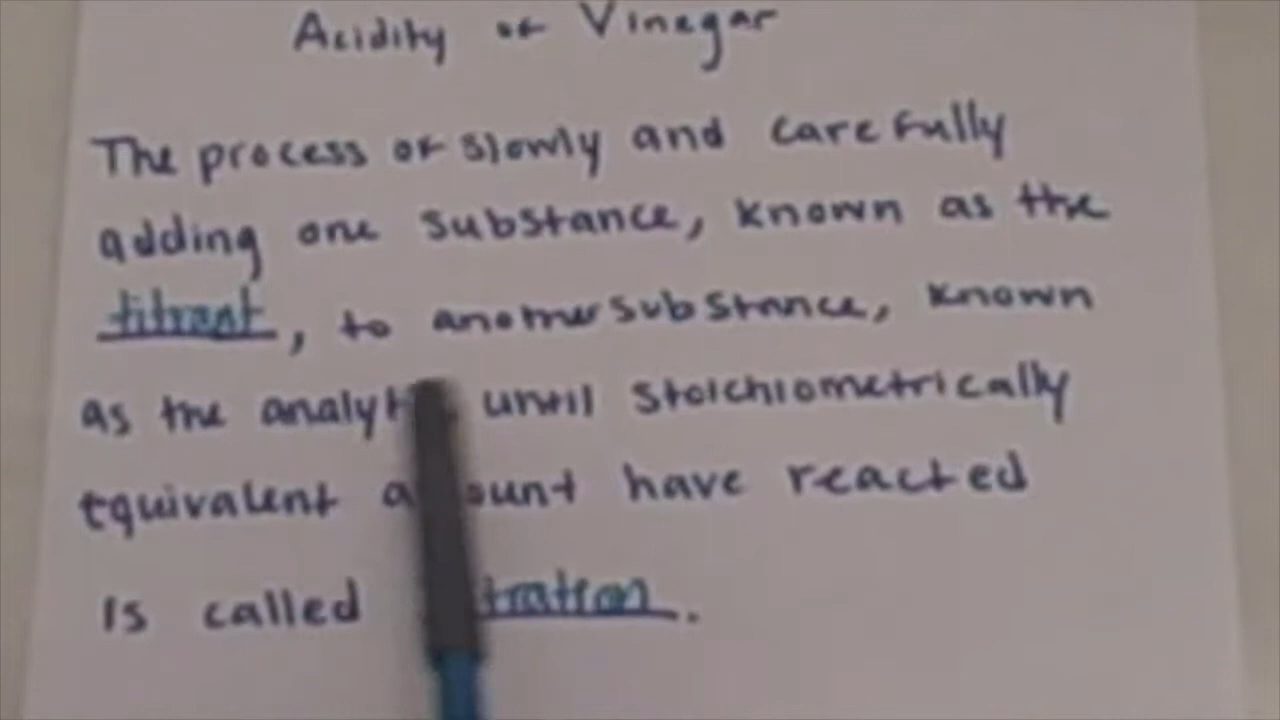 Acidity of Vinegar
The process of slowly and carefully
adding one substance, known as the
titrant, to another substance, known
as the until stoichiometrically
equivalent have reacted
is called .